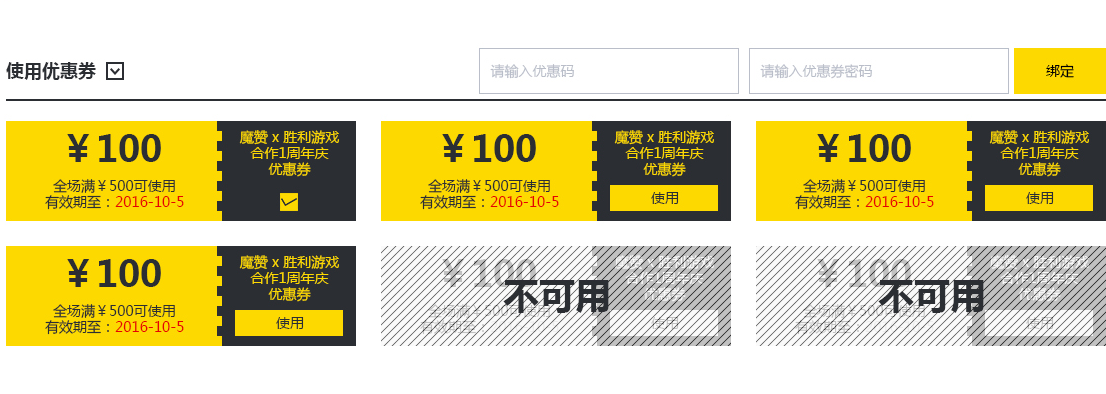 使用优惠券
请输入优惠码
请输入优惠券密码
绑定
¥100
全场满¥500可使用
有效期至：2016-10-5
魔赞 x 胜利游戏
合作1周年庆
优惠券
¥100
全场满¥500可使用
有效期至：2016-10-5
魔赞 x 胜利游戏
合作1周年庆
优惠券
使用
¥100
全场满¥500可使用
有效期至：2016-10-5
魔赞 x 胜利游戏
合作1周年庆
优惠券
使用
¥100
全场满¥500可使用
有效期至：2016-10-5
魔赞 x 胜利游戏
合作1周年庆
优惠券
使用
¥100
全场满¥500可使用
有效期至：
魔赞 x 胜利游戏
合作1周年庆
优惠券
使用
不可用
¥100
全场满¥500可使用
有效期至：
魔赞 x 胜利游戏
合作1周年庆
优惠券
使用
不可用